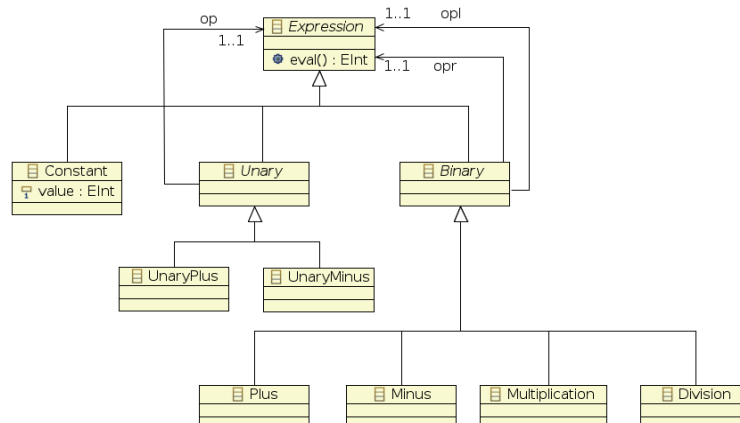 op
Expression
1..1
opl
1..1
eval() : EInt
1..1
opr
Constant
value : EInt
Unary
Binary
UnaryPlus
UnaryMinus
Plus
Minus
Multiplication
Division